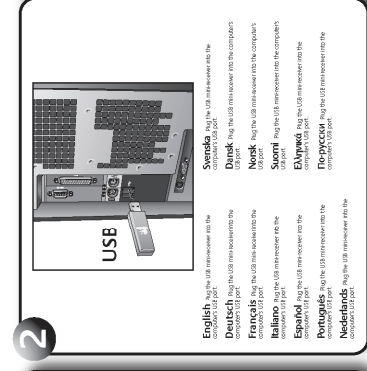 2
USB
English Plug the USB mini-receiver into the
computer's USB port.
Deutsch Plug the USB mini-receiver into the
computer's USB port.
Français Plug the USB mini-receiver into the
computer's USB port.
Italiano Plug the USB mini-receiver into the
computer's USB port.
Español Plug the USB mini-receiver into the
computer's USB port.
Português Plug the USB mini-receiver into the
computer's USB port.
Nederlands Plug the USB mini-receiver into the
computer's USB port.
Svenska Plug the USB mini-receiver into the
computer's USB port.
Dansk Plug the USB mini-receiver into the computer's
USB port.
Norsk Plug the USB mini-receiver into the computer's
USB port.
Suomi Plug the USB mini-receiver into the computer's
USB port.
Ελληνικά Plug the USB mini-receiver into the
computer's USB port.
По-русски Plug the USB mini-receiver into the
computer's USB port.